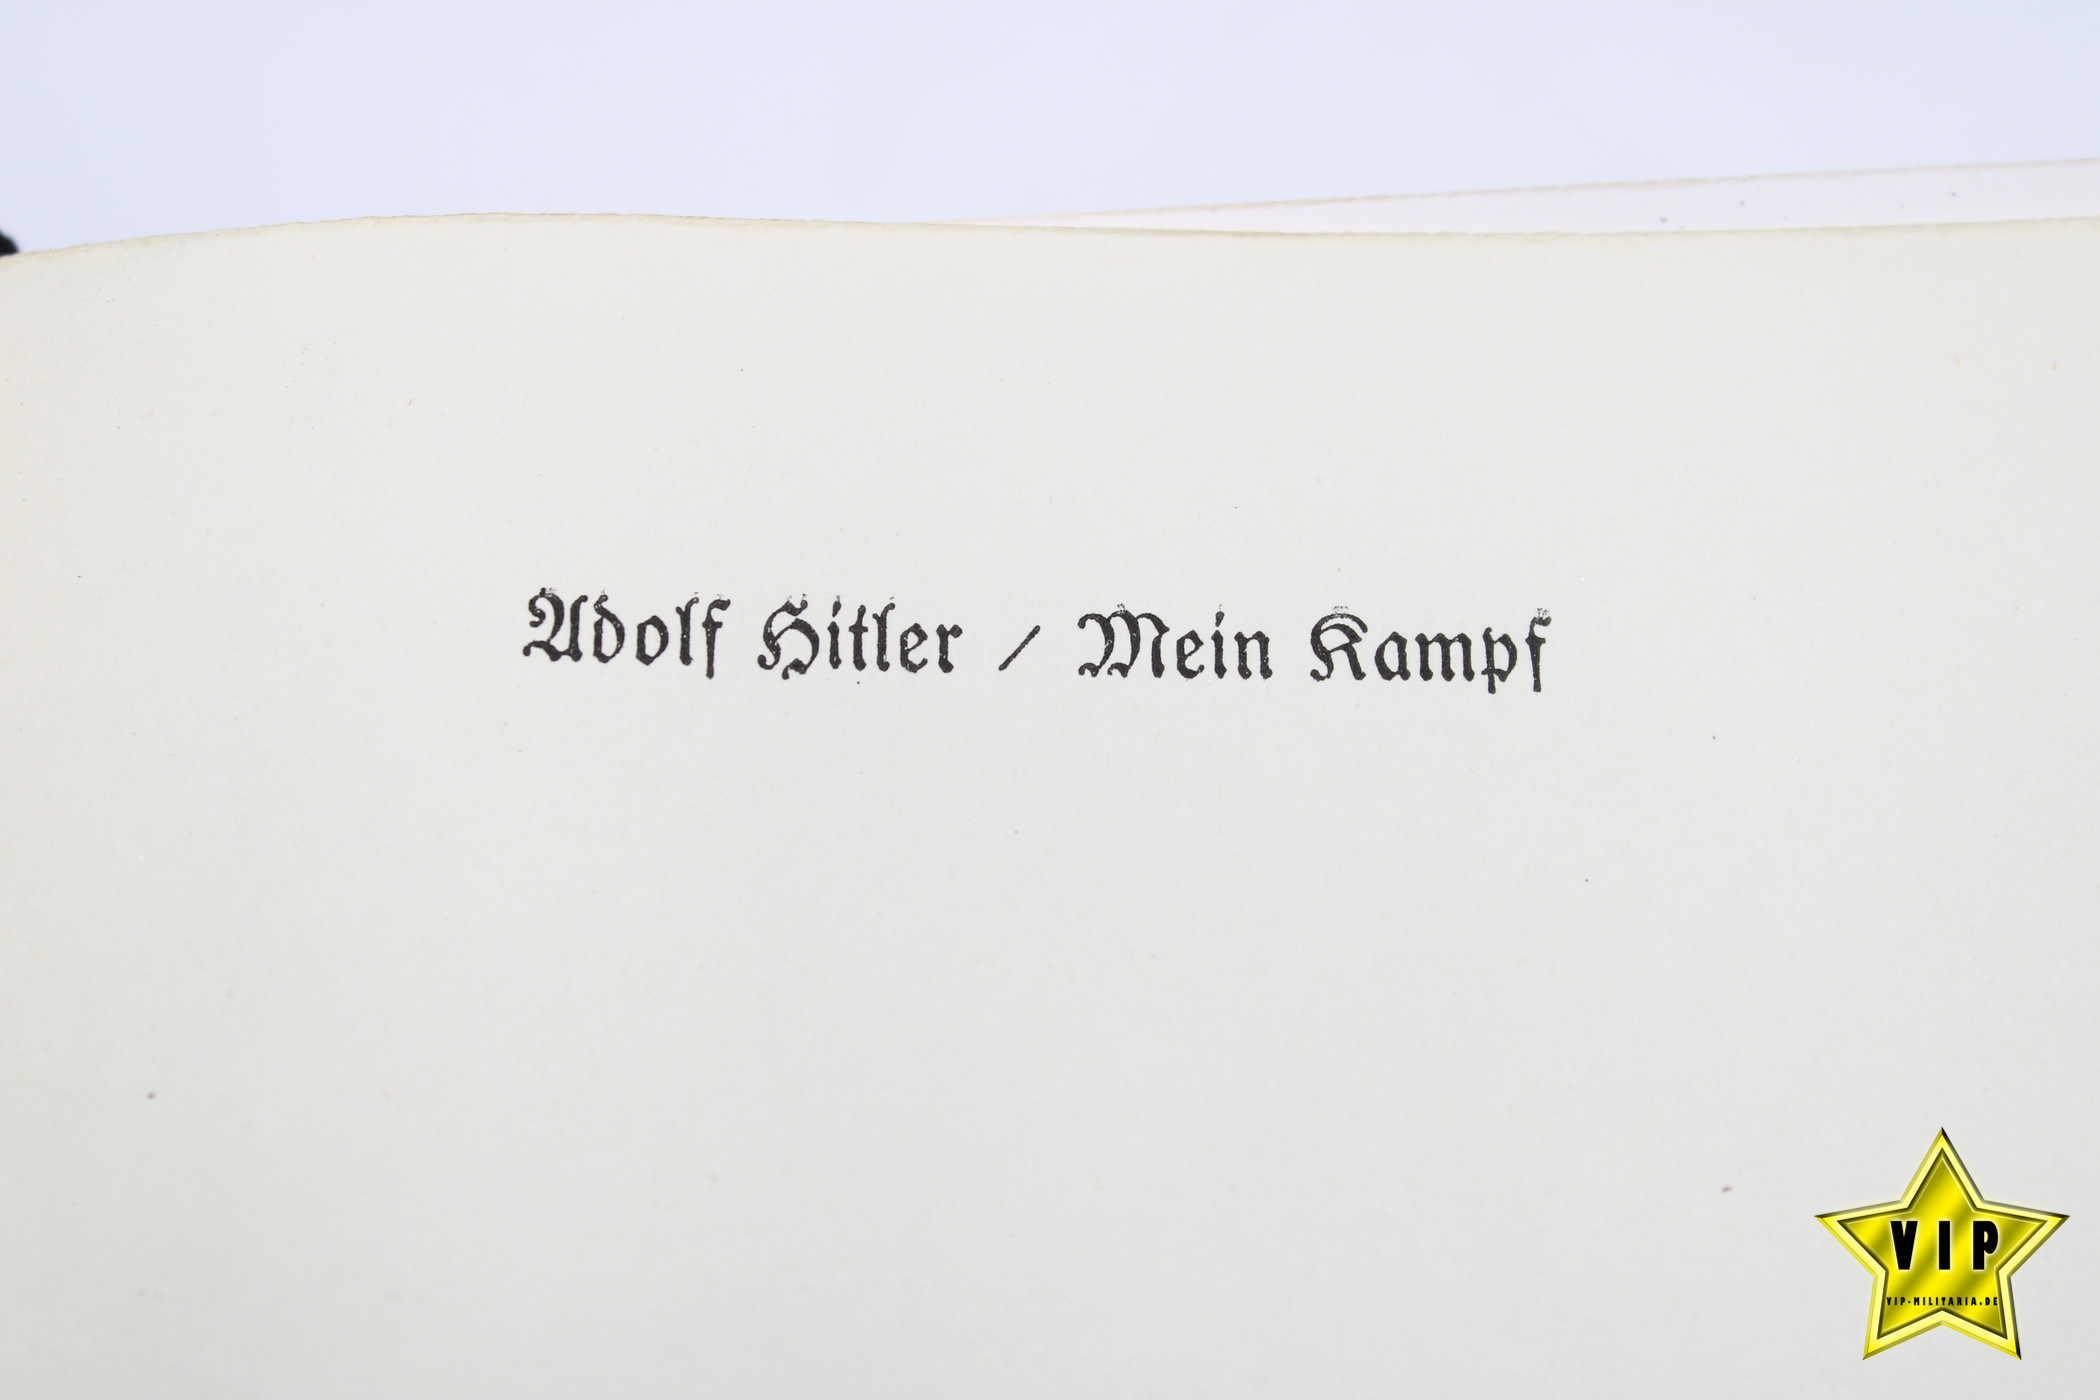 Adolf Hitler / Mein Kampf
VIP
VIP-MILITARIA.DE